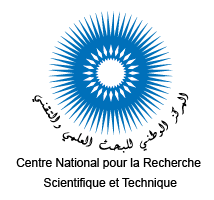 المركز الوطني للبحث العلمي والتقني
Centre National pour la Recherche
Scientifique et Technique